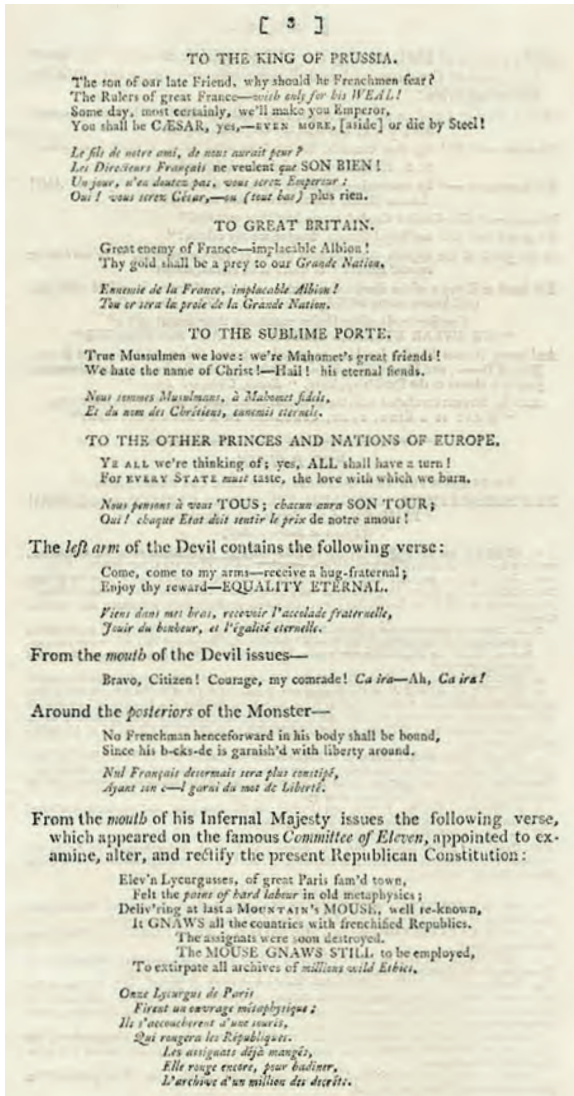 [ 3 ]
TO THE KING OF PRUSSIA.
The son of our late Friend, why should he Frenchmen fear?
The Rulers of great France—wish only for his WEAL!
Some day, most certainly, we'll make you Emperor,
You shall be CÆSAR, yes,—EVEN MORE, [aside] or die by Steel!
Le fils de notre ami, de nous aurait peur?
Les Directeurs Français ne veulent que SON BIEN!
Un jour, n'en doutez pas, vous serez Empereur:
Oui! vous serez César,—ou (tout bas) plus rien.
TO GREAT BRITAIN.
Great enemy of France—implacable Albion!
Thy gold shall be a prey to our Grande Nation.
Ennemie de la France, implacable Albion!
Ton or sera la proie de la Grande Nation.
TO THE SUBLIME PORTE.
True Mussulmen we love: we're Mahomet's great friends!
We hate the name of Christ!—Hail! his eternal fiends.
Nous sommes Musulmans, à Mahomet fidels,
Et du nom des Chrétiens, ennemis eternels.
TO THE OTHER PRINCES AND NATIONS OF EUROPE.
YE ALL we're thinking of; yes, ALL shall have a turn!
For EVERY STATE must taste, the love with which we burn.
Nous pensons à vous TOUS; chacun aura SON TOUR;
Oui! chaque Etat doit sentir le prix de notre amour!
The left arm of the Devil contains the following verse:
Come, come to my arms—receive a hug-fraternal;
Enjoy thy reward—EQUALITY ETERNAL.
Viens dans mes bras, recevoir l'accolade fraternelle,
Jouir du bonheur, et l'égalité eternelle.
From the mouth of the Devil issues—
Bravo, Citizen! Courage, my comrade! Ca ira—Ah, Ca ira!
Around the posteriors of the Monster—
No Frenchman henceforward in his body shall be bound,
Since his b-cks-de is garnish'd with liberty around.
Nul Français desormais sera plus constipé,
Ayant son c—l garni du mot de Liberté.
From the mouth of his Infernal Majesty issues the following verse,
which appeared on the famous Committee of Eleven, appointed to ex-
amine, alter, and rectify the present Republican Constitution:
Elev'n Lycurgusses, of great Paris fam'd town,
Felt the pains of hard labour in old metaphysics;
Deliv'ring at last a MOUNTAIN's MOUSE, well re-known,
It GNAWS all the countries with frenchified Republics.
The assignats were soon destroyed.
The MOUSE GNAWS STILL to be employed,
To extirpate all archives of millions wild Ethics.
Onze Lycurgus de Paris
Firent un ouvrage métaphysique;
Ils s'accoucherent d'une souris,
Qui rongera les Républiques.
Les assignats déjà mangés,
Elle ronge encore, pour badiner,
L'archive d'un million des decréts.